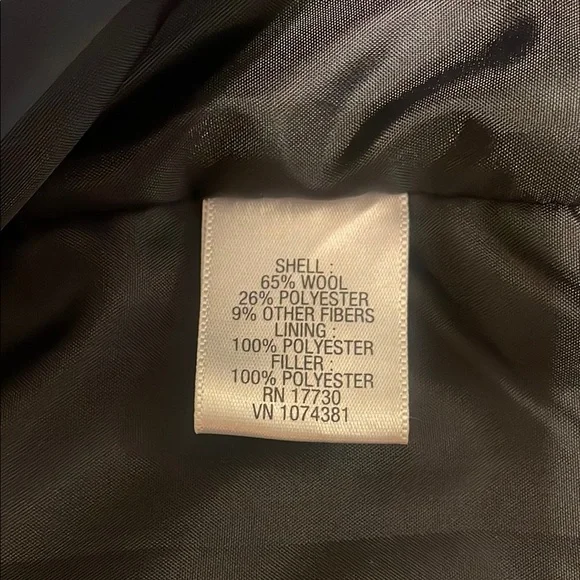 SHELL :
65% WOOL
26% POLYESTER
9% OTHER FIBERS
LINING :
100% POLYESTER
FILLER :
100% POLYESTER
RN 17730
VN 1074381